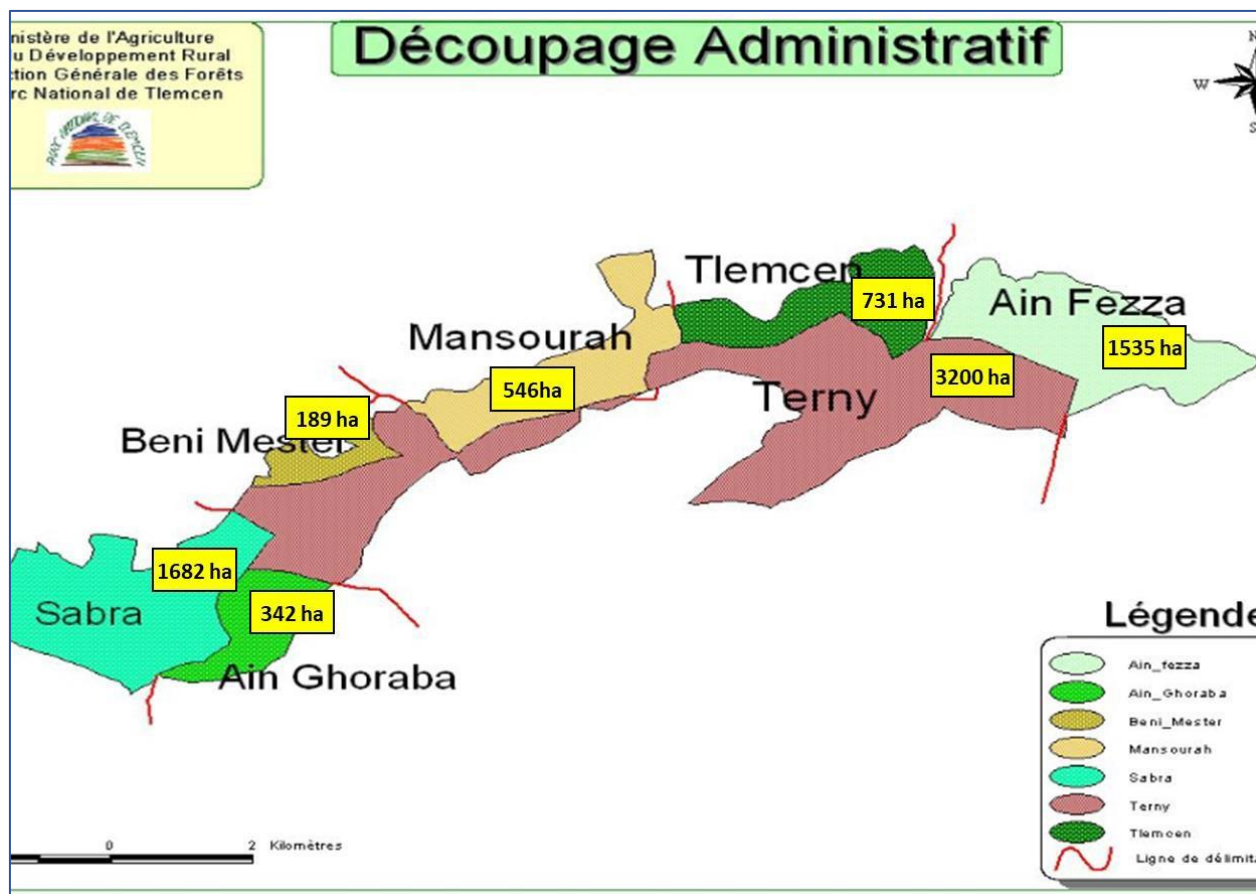 nistère de l'Agriculture
u Développement Rural
ction Générale des Forêts
rc National de Tlemcen
Découpage Administratif
N
W
S
Tlemcen
731 ha
Ain Fezza
1535 ha
Mansourah
546ha
3200 ha
Terny
189 ha
Beni Mester
1682 ha
Sabra
342 ha
Ain Ghoraba
Légende
Ain_fezza
Ain_Ghoraba
Beni_Mester
Mansourah
Sabra
Terny
Tlemcen
Ligne de délimit
0 2 Kilomètres